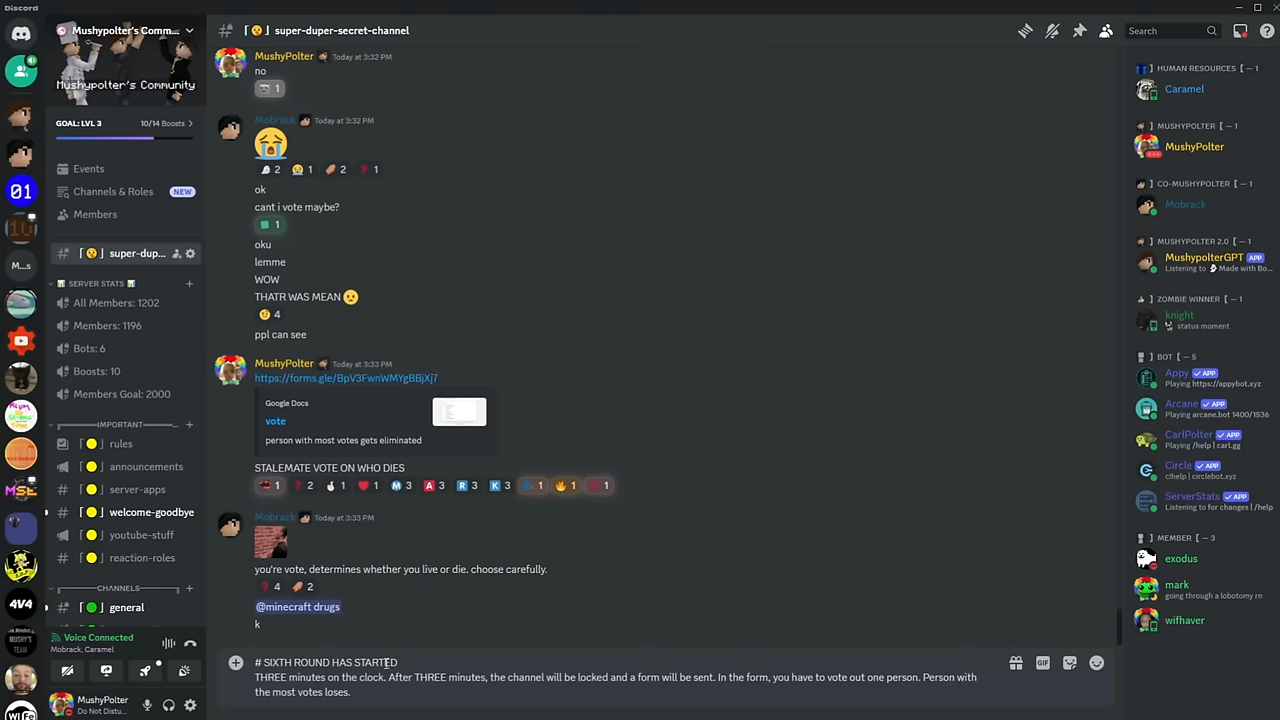 Discord
Mushypolter's Comm...
Mushypolter's Community
GOAL: LVL 3 10/14 Boosts >
Events
Channels & Roles NEW
Members
super-dup...
SERVER STATS
All Members: 1202
Members: 1196
Bots: 6
Boosts: 10
Members Goal: 2000
IMPORTANT
rules
announcements
server-apps
welcome-goodbye
youtube-stuff
reaction-roles
CHANNELS
general
Voice Connected
Mobrack, Caramel
MushyPolter
Do Not Distu...
01
M...s
4V4
super-duper-secret-channel
Search
MushyPolter Today at 3:32 PM
no
1
Mobrack Today at 3:32 PM
2 1 2 1
ok
cant i vote maybe?
1
oku
lemme
WOW
THATR WAS MEAN
4
ppl can see
MushyPolter Today at 3:33 PM
https://forms.gle/BpV3FwnWMYgBBjXj7
Google Docs
vote
person with most votes gets eliminated
STALEMATE VOTE ON WHO DIES
1 2 1 1 M 3 A 3 R 3 K 3 1 1 1
Mobrack Today at 3:33 PM
you're vote, determines whether you live or die. choose carefully.
4 2
@minecraft drugs
k
# SIXTH ROUND HAS STARTED
THREE minutes on the clock. After THREE minutes, the channel will be locked and a form will be sent. In the form, you have to vote out one person. Person with
the most votes loses.
GIF
HUMAN RESOURCES [ – 1
Caramel
MUSHYPOLTER [ – 1
MushyPolter
CO-MUSHYPOLTER [ – 1
Mobrack
MUSHYPOLTER 2.0 [ – 1
MushypolterGPT APP
Listening to Made with Bo...
ZOMBIE WINNER [ – 1
knight
status moment
BOT [ – 5
Appy APP
Playing https://appybot.xyz
Arcane APP
Playing arcane.bot 1400/1536
CarlPolter APP
Playing /help | carl.gg
Circle APP
c!help | circlebot.xyz
ServerStats APP
Listening to for changes | /help
MEMBER [ – 3
exodus
mark
going through a lobotomy rn
wifhaver